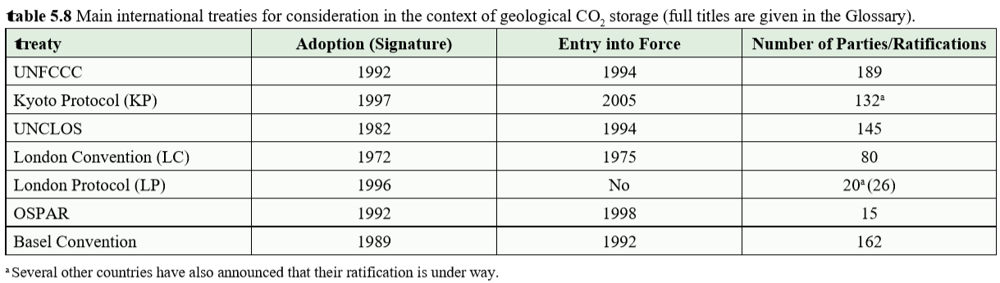 table 5.8 Main international treaties for consideration in the context of geological CO₂ storage (full titles are given in the Glossary).
treaty Adoption (Signature) Entry into Force Number of Parties/Ratifications
UNFCCC 1992 1994 189
Kyoto Protocol (KP) 1997 2005 132ᵃ
UNCLOS 1982 1994 145
London Convention (LC) 1972 1975 80
London Protocol (LP) 1996 No 20ᵃ (26)
OSPAR 1992 1998 15
Basel Convention 1989 1992 162
ᵃ Several other countries have also announced that their ratification is under way.